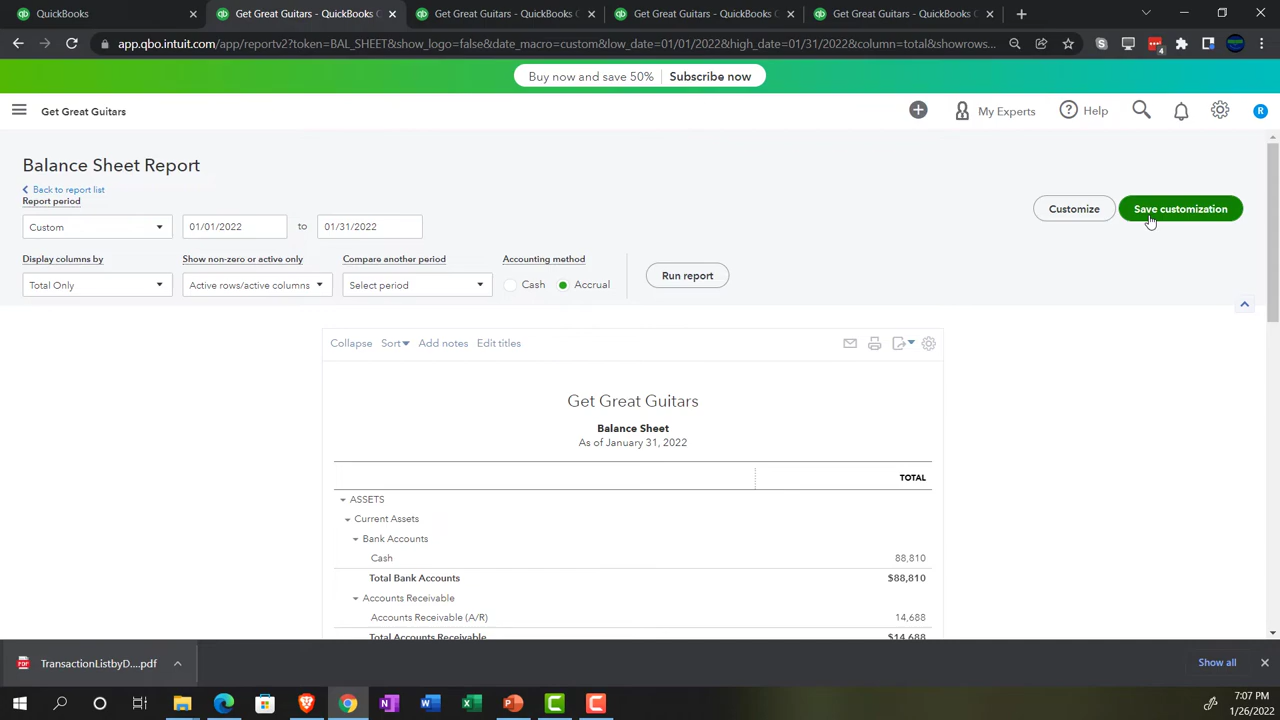 QuickBooks
Get Great Guitars - QuickBooks C
Get Great Guitars - QuickBooks C
Get Great Guitars - QuickBooks C
Get Great Guitars - QuickBooks C
app.qbo.intuit.com/app/reportv2?token=BAL_SHEET&show_logo=false&date_macro=custom&low_date=01/01/2022&high_date=01/31/2022&column=total&showrows...
4
Buy now and save 50% Subscribe now
Get Great Guitars
My Experts
Help
R
Balance Sheet Report
Back to report list
Report period
Custom
01/01/2022
to
01/31/2022
Customize
Save customization
Display columns by
Show non-zero or active only
Compare another period
Accounting method
Total Only
Active rows/active columns
Select period
Cash
Accrual
Run report
Collapse Sort Add notes Edit titles
Get Great Guitars
Balance Sheet
As of January 31, 2022
TOTAL
ASSETS
Current Assets
Bank Accounts
Cash 88,810
Total Bank Accounts $88,810
Accounts Receivable
Accounts Receivable (A/R) 14,688
Total Accounts Receivable $14,688
PDF
TransactionListbyD....pdf
Show all
7:07 PM
1/26/2022